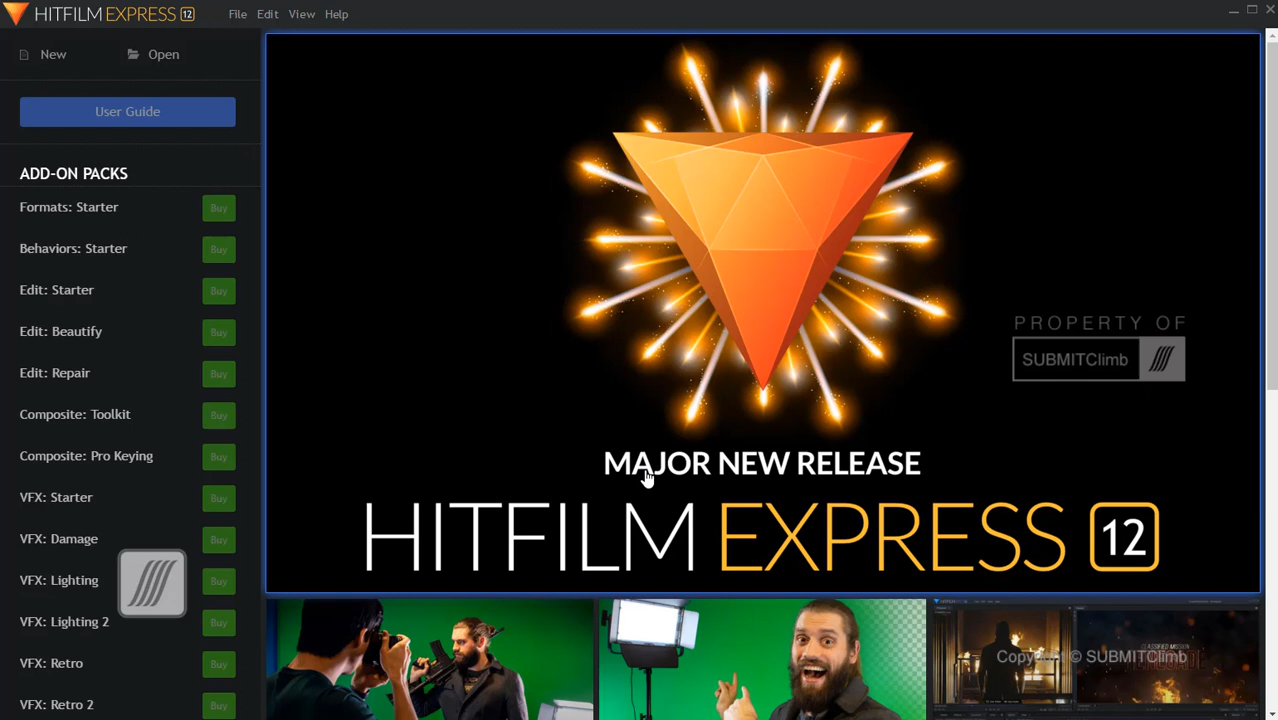 HITFILM EXPRESS 12
File Edit View Help
New Open
User Guide
ADD-ON PACKS
Formats: Starter Buy
Behaviors: Starter Buy
Edit: Starter Buy
Edit: Beautify Buy
Edit: Repair Buy
Composite: Toolkit Buy
Composite: Pro Keying Buy
VFX: Starter Buy
VFX: Damage Buy
VFX: Lighting Buy
VFX: Lighting 2 Buy
VFX: Retro Buy
VFX: Retro 2 Buy
PROPERTY OF
SUBMITClimb
MAJOR NEW RELEASE
HITFILM EXPRESS 12
CLASSIFIED MISSION
Copyright © SUBMITClimb